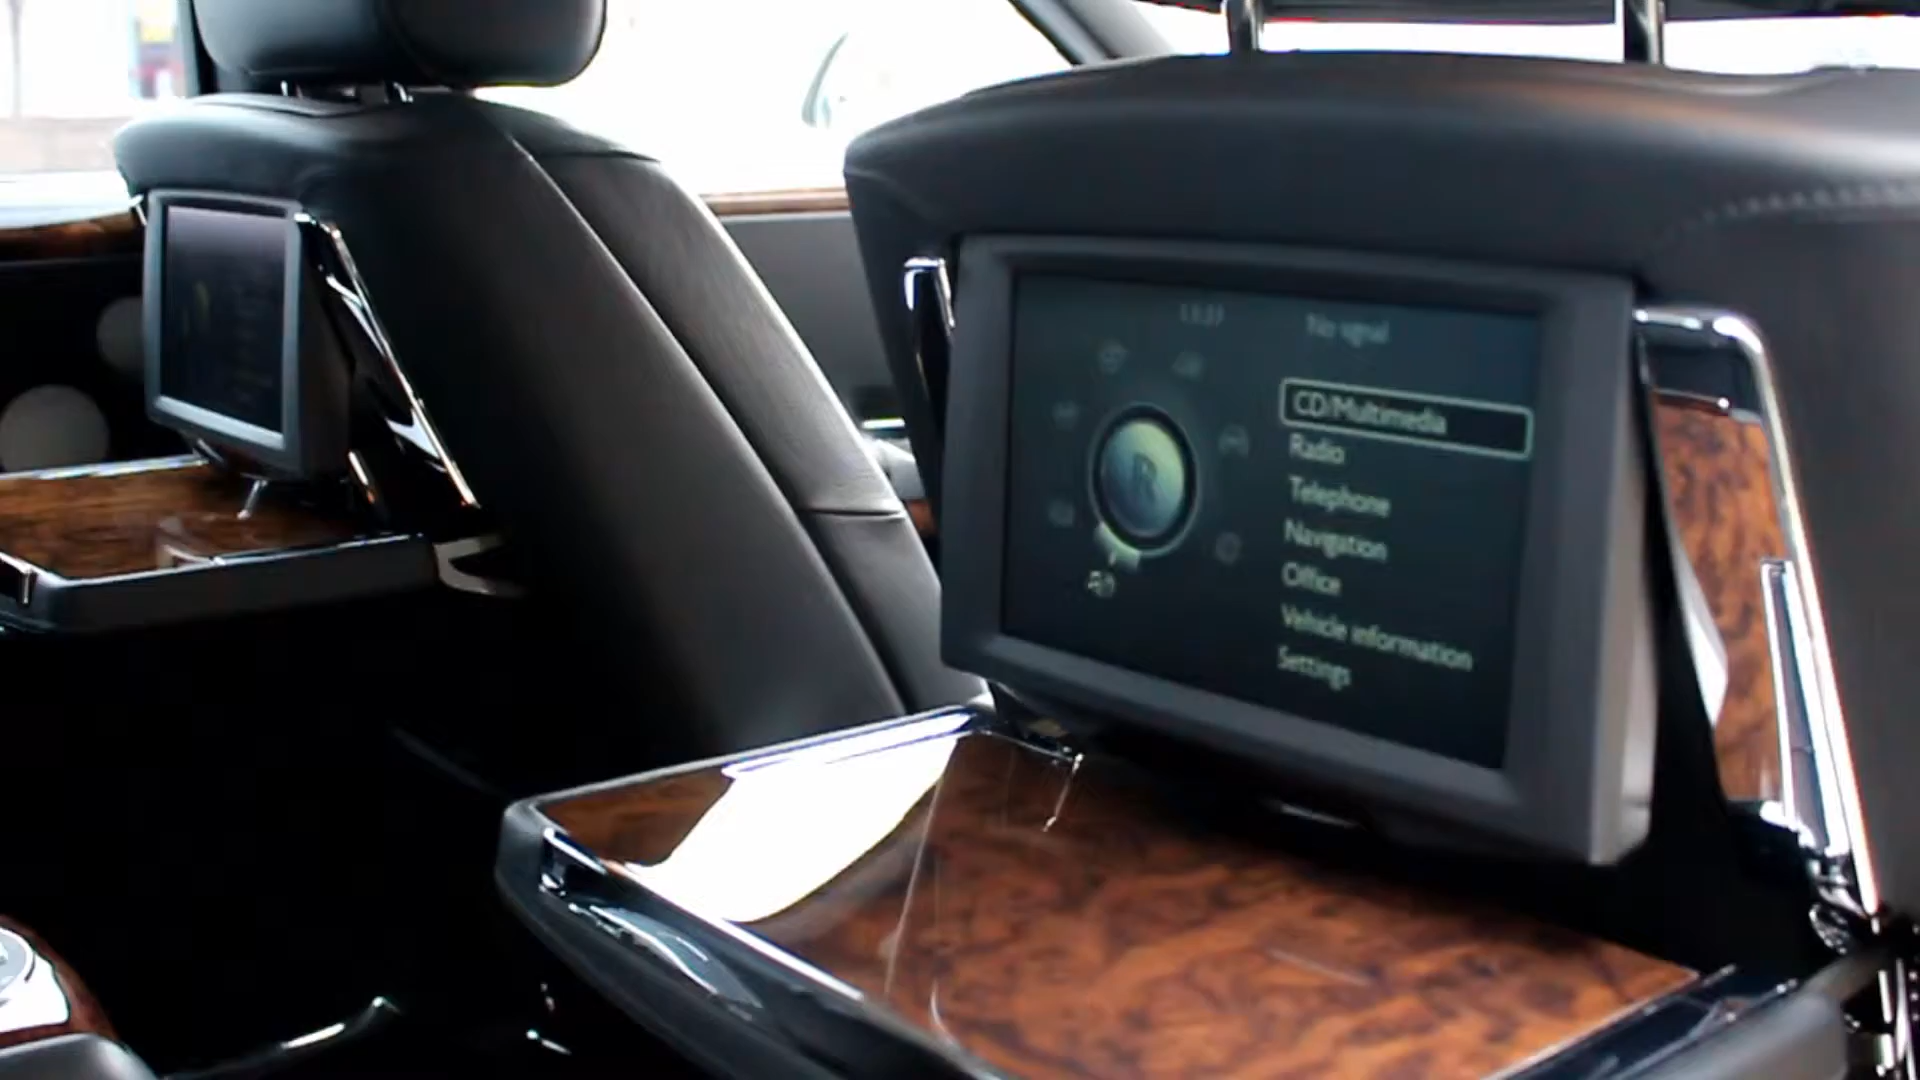 No signal
CD/Multimedia
Radio
Telephone
Navigation
Office
Vehicle information
Settings